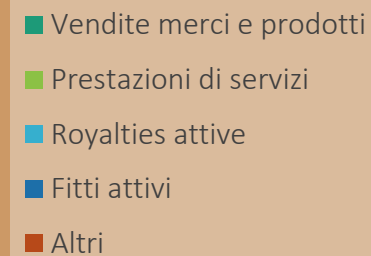 Vendite merci e prodotti
Prestazioni di servizi
Royalties attive
Fitti attivi
Altri